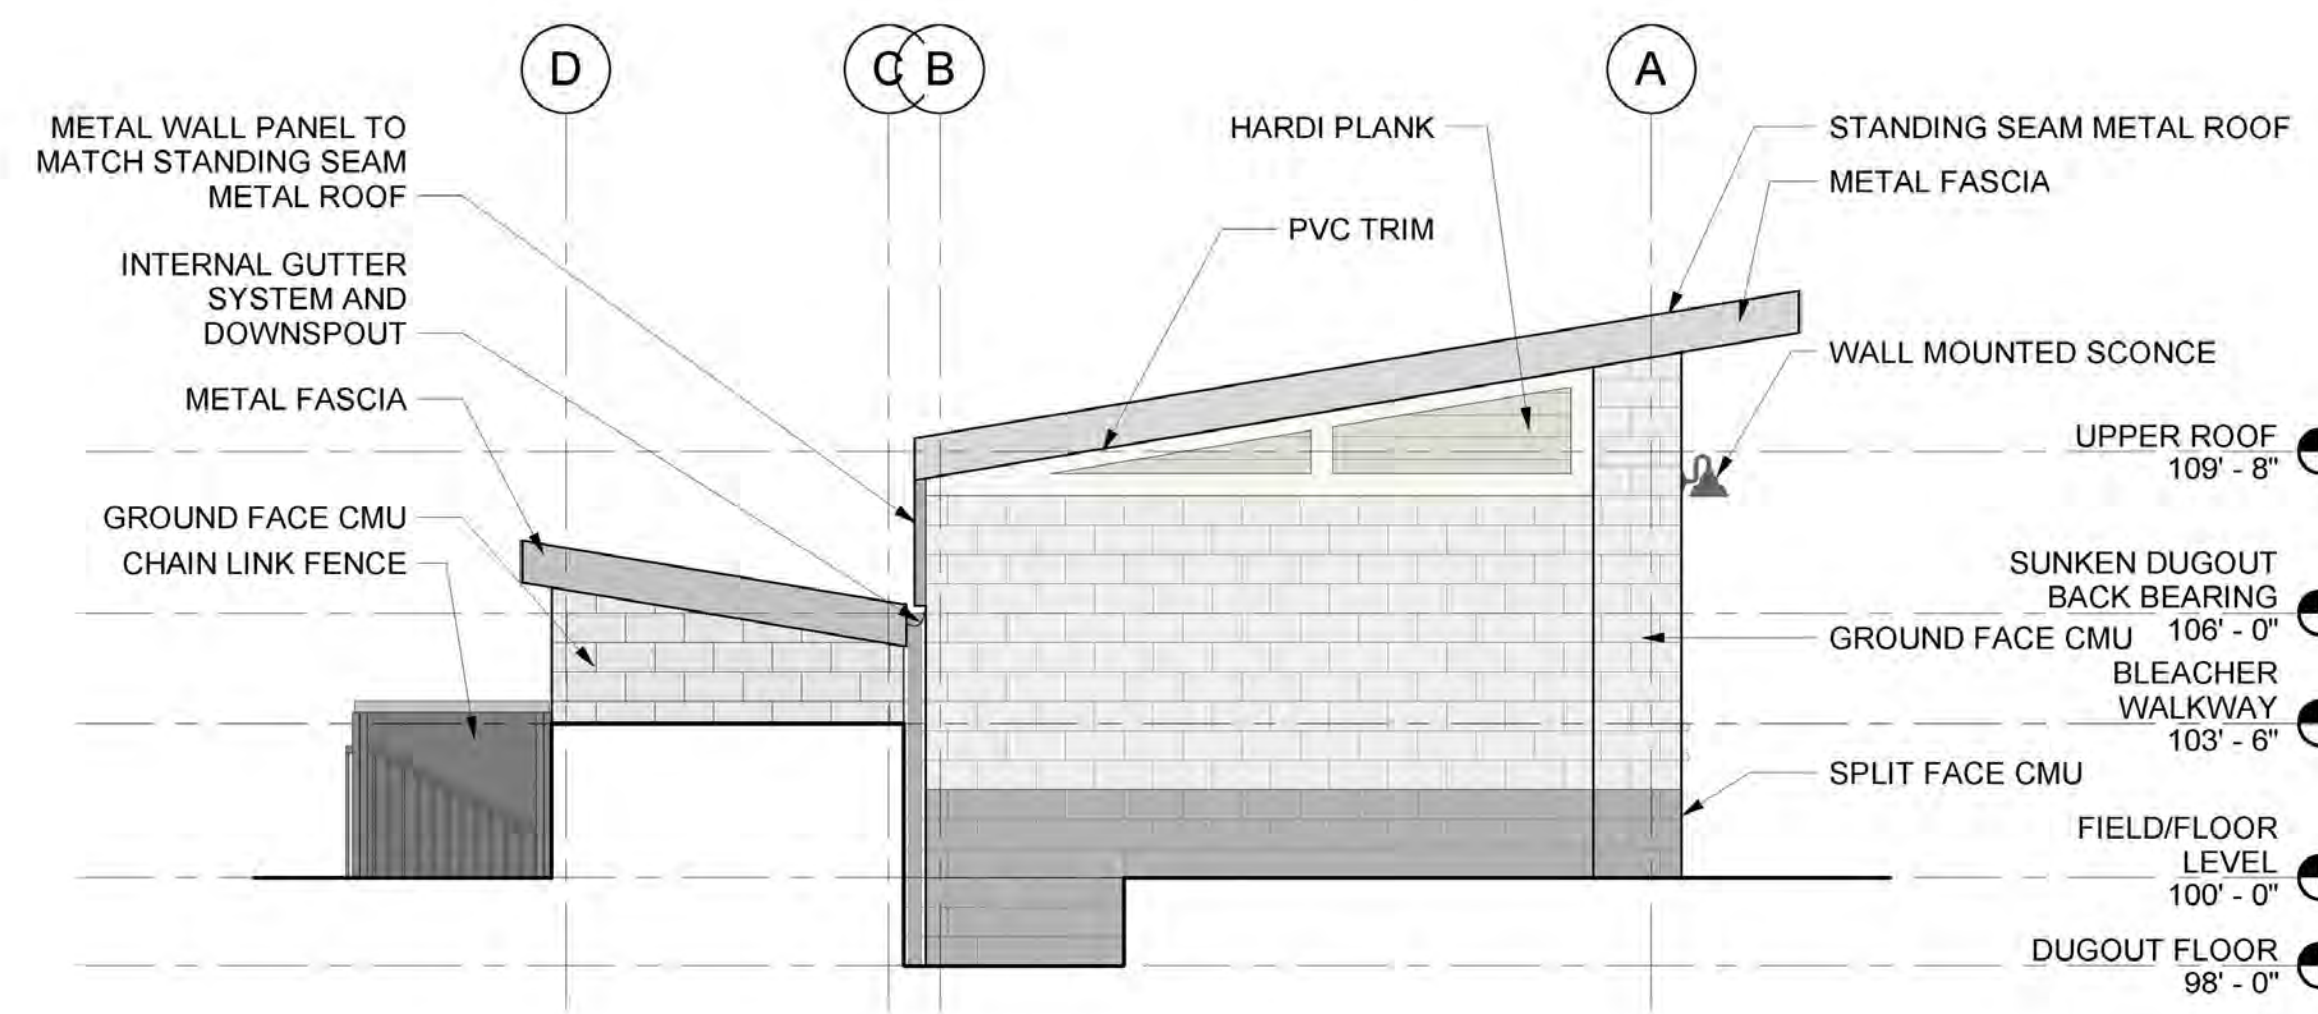 D
C
B
A
METAL WALL PANEL TO
MATCH STANDING SEAM
METAL ROOF
INTERNAL GUTTER
SYSTEM AND
DOWNSPOUT
METAL FASCIA
GROUND FACE CMU
CHAIN LINK FENCE
HARDI PLANK
PVC TRIM
STANDING SEAM METAL ROOF
METAL FASCIA
WALL MOUNTED SCONCE
UPPER ROOF
109' - 8"
SUNKEN DUGOUT
BACK BEARING
106' - 0"
GROUND FACE CMU
BLEACHER
WALKWAY
103' - 6"
SPLIT FACE CMU
FIELD/FLOOR
LEVEL
100' - 0"
DUGOUT FLOOR
98' - 0"